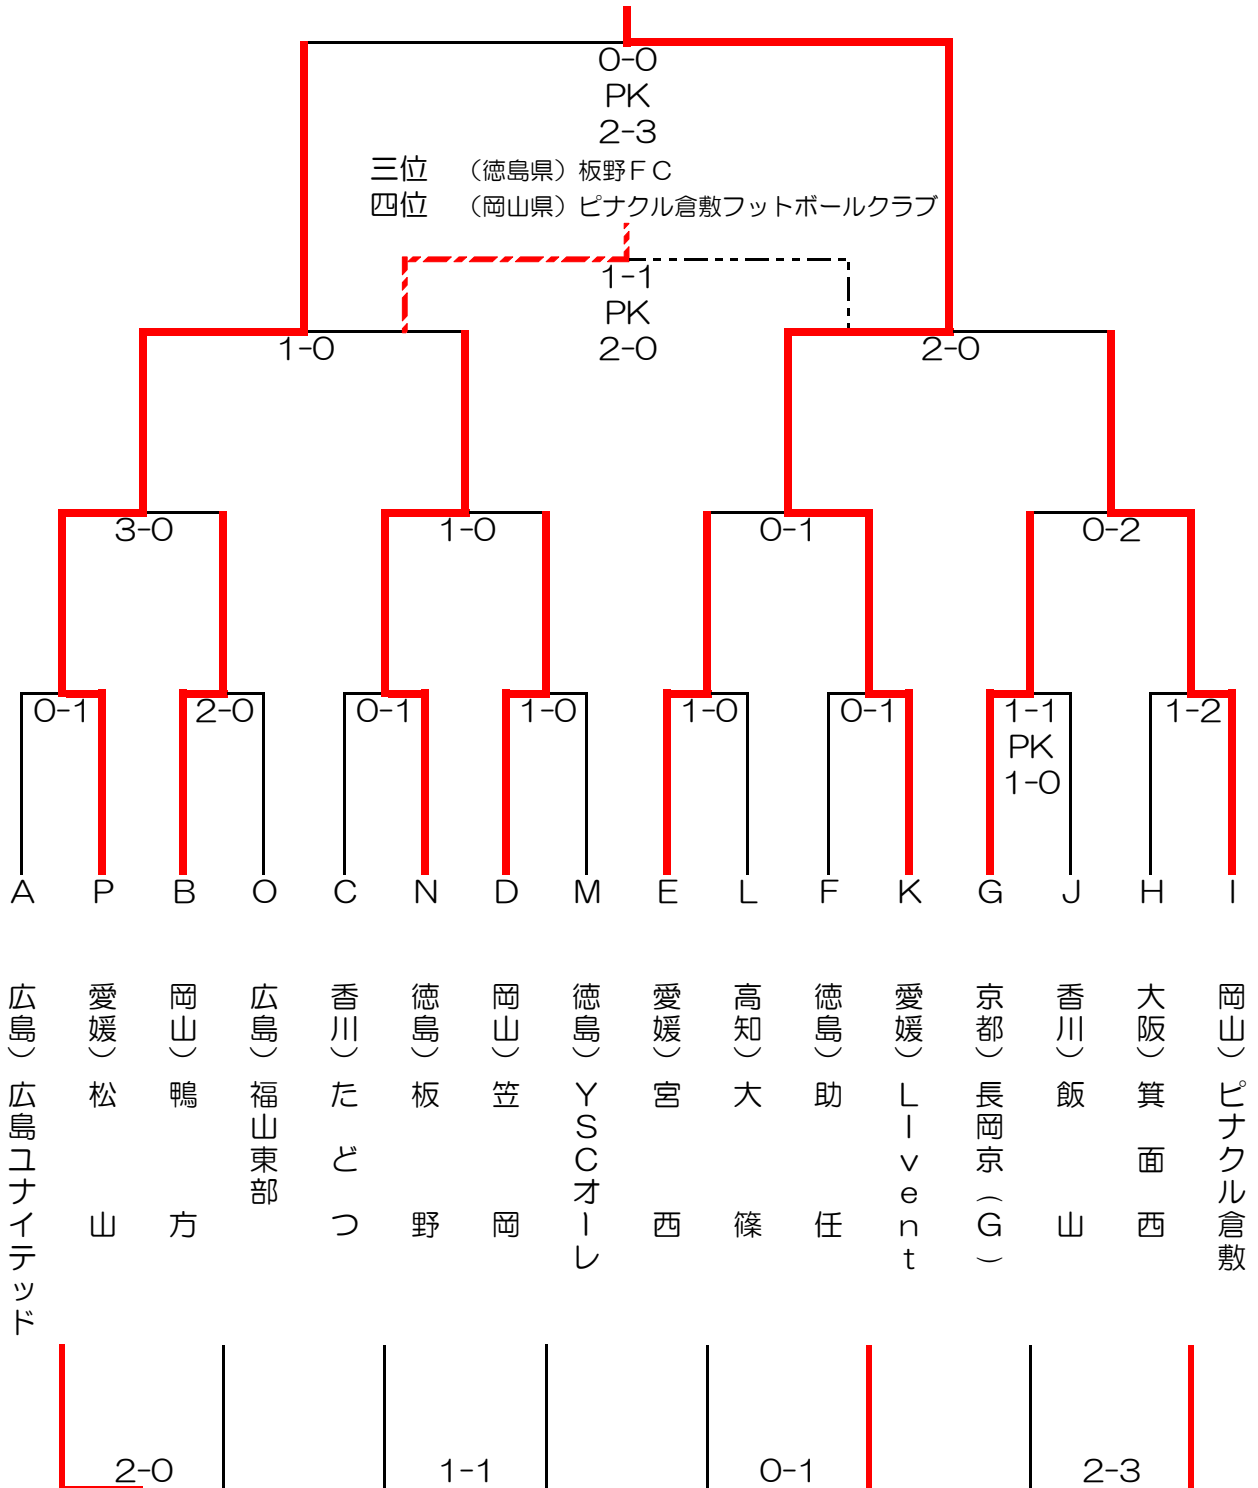 0-0
PK
2-3
三位 （徳島県）板野ＦＣ
四位 （岡山県）ピナクル倉敷フットボールクラブ
1-1
PK
2-0
1-0
2-0
3-0
1-0
0-1
0-2
0-1
2-0
0-1
1-0
1-0
0-1
1-1
PK
1-0
1-2
A P B O C N D M E L F K G J H I
広島）広島ユナイテッド
愛媛）松山
岡山）鴨方
広島）福山東部
香川）たどつ
徳島）板野
岡山）笠岡
徳島）ＹＳＣオーレ
愛媛）宮西
高知）大篠
徳島）助任
愛媛）ＬＩｖｅｎｔ
京都）長岡京（Ｇ）
香川）飯山
大阪）箕面西
岡山）ピナクル倉敷
2-0
1-1
0-1
2-3